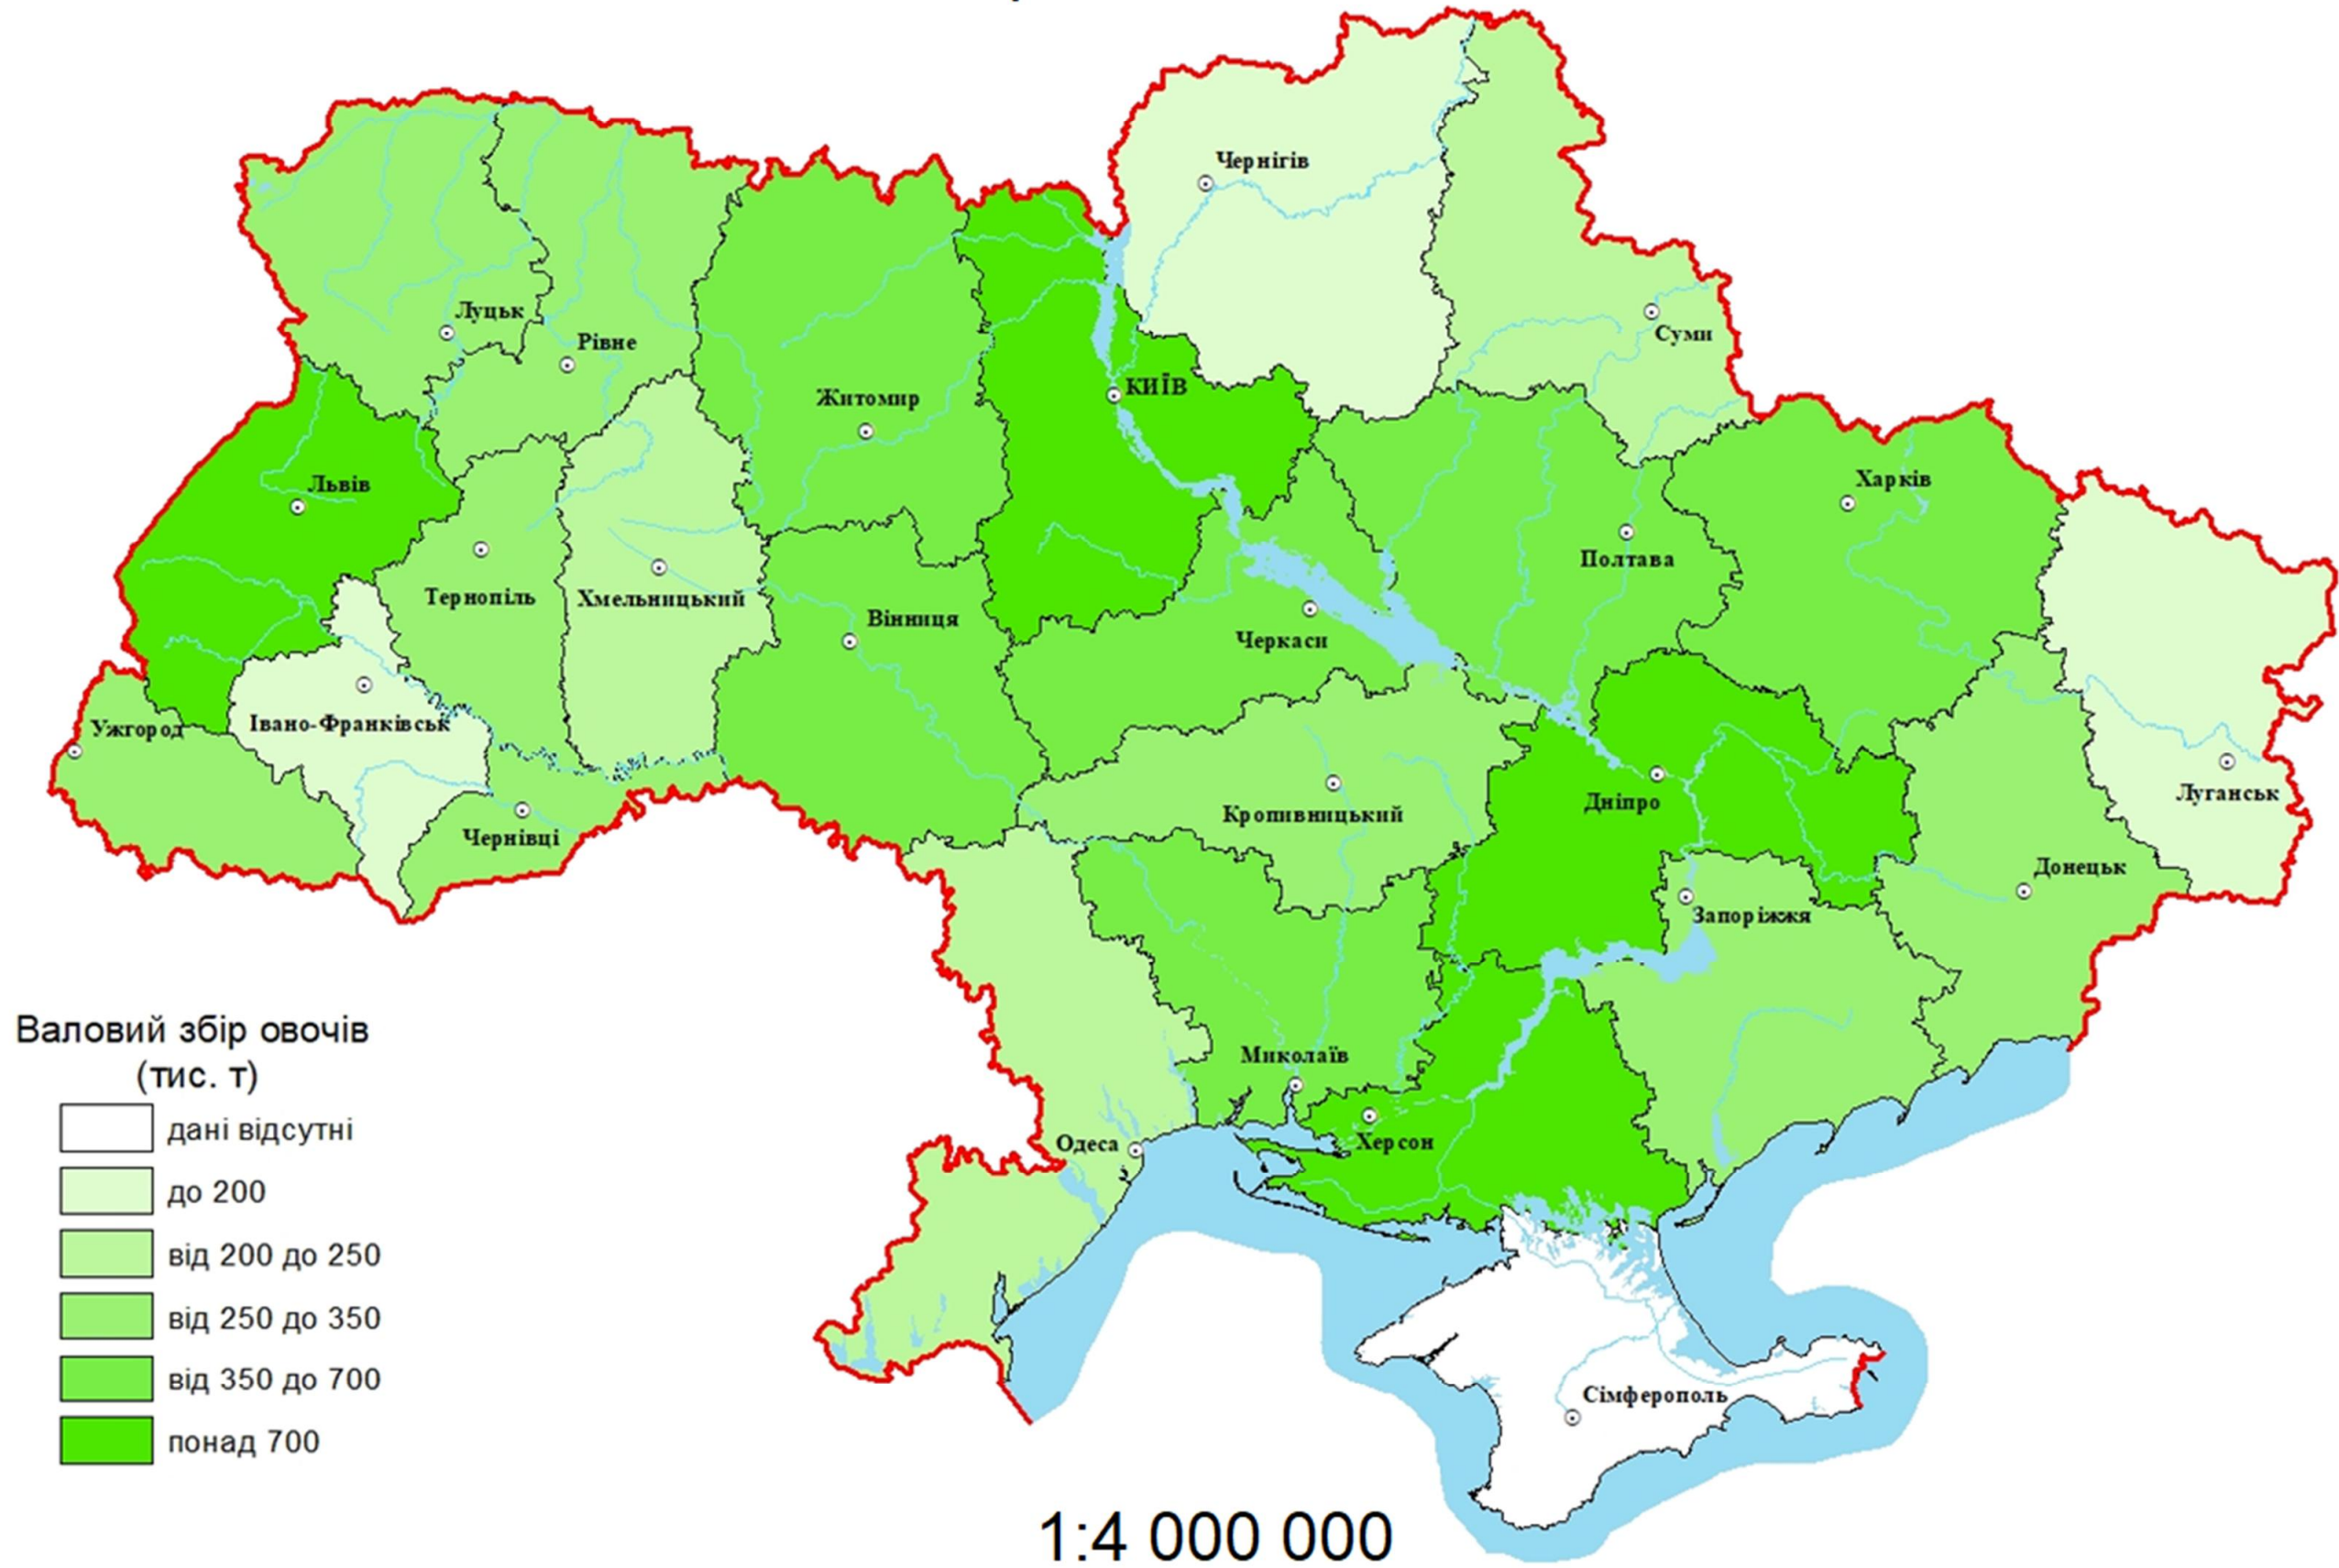 Чернігів
Суми
Луцьк
Рівне
КИЇВ
Житомир
Львів
Харків
Полтава
Тернопіль
Хмельницький
Вінниця
Черкаси
Ужгород
Івано-Франківськ
Чернівці
Кропивницький
Дніпро
Луганськ
Донецьк
Запоріжжя
Миколаїв
Одеса
Херсон
Сімферополь
Валовий збір овочів
(тис. т)
дані відсутні
до 200
від 200 до 250
від 250 до 350
від 350 до 700
понад 700
1:4 000 000